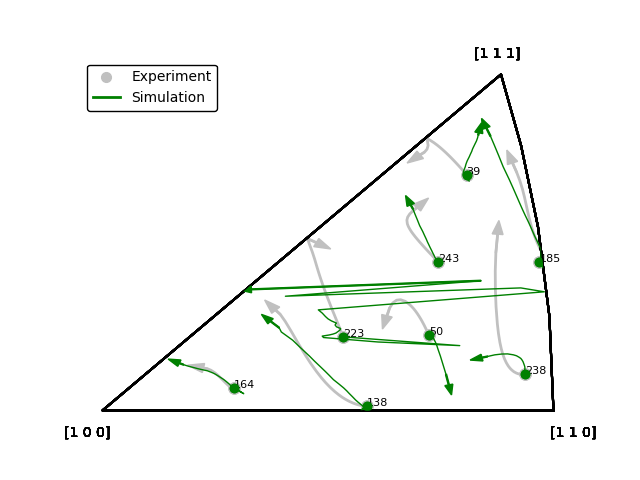 [1 1 1]
Experiment
Simulation
39
243
185
223
50
238
164
138
[1 0 0]
[1 1 0]